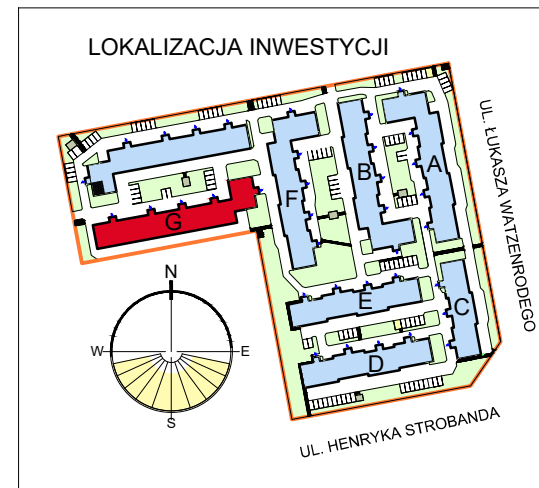 LOKALIZACJA INWESTYCJI
UL. ŁUKASZA WATZENRODEGO
A
B
F
G
C
E
D
N
W
E
S
UL. HENRYKA STROBANDA